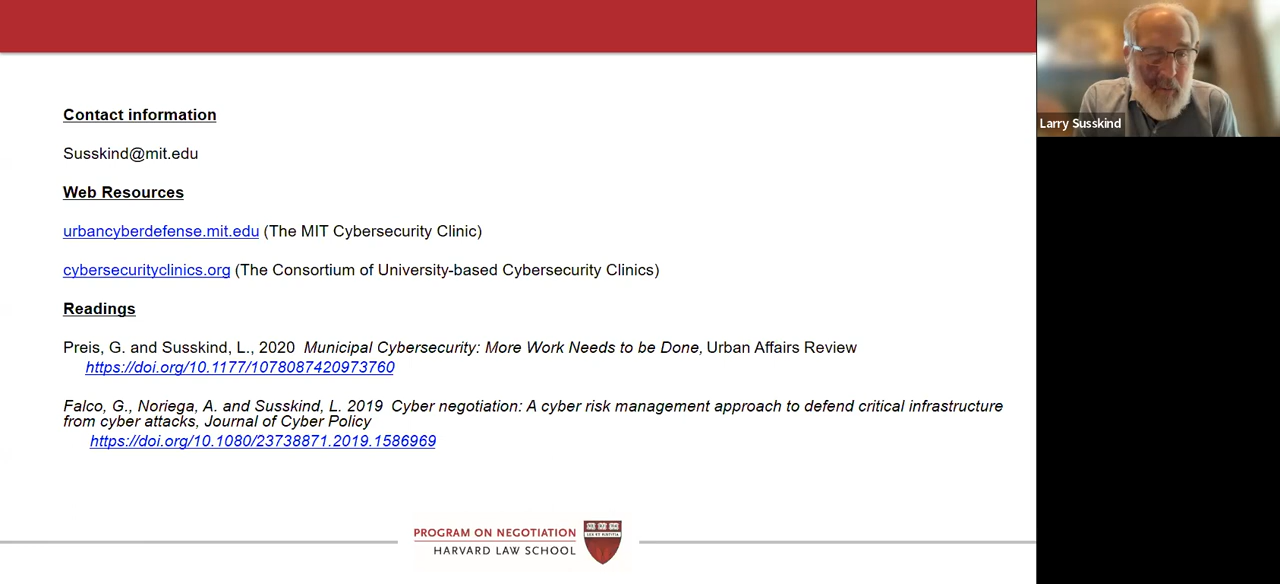 Contact information
Susskind@mit.edu
Web Resources
urbancyberdefense.mit.edu (The MIT Cybersecurity Clinic)
cybersecurityclinics.org (The Consortium of University-based Cybersecurity Clinics)
Readings
Preis, G. and Susskind, L., 2020 Municipal Cybersecurity: More Work Needs to be Done, Urban Affairs Review
https://doi.org/10.1177/1078087420973760
Falco, G., Noriega, A. and Susskind, L. 2019 Cyber negotiation: A cyber risk management approach to defend critical infrastructure
from cyber attacks, Journal of Cyber Policy
https://doi.org/10.1080/23738871.2019.1586969
PROGRAM ON NEGOTIATION
HARVARD LAW SCHOOL
Larry Susskind